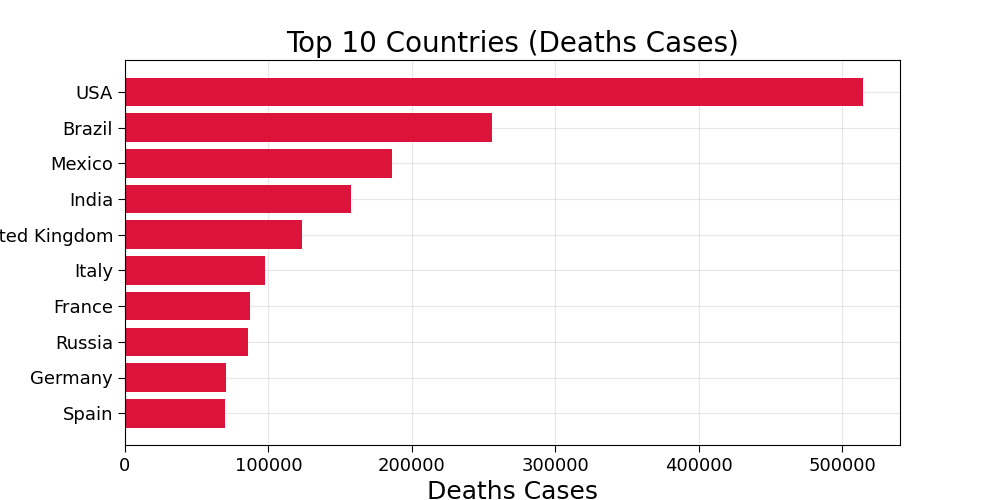 Top 10 Countries (Deaths Cases)
USA
Brazil
Mexico
India
ted Kingdom
Italy
France
Russia
Germany
Spain
0 100000 200000 300000 400000 500000
Deaths Cases